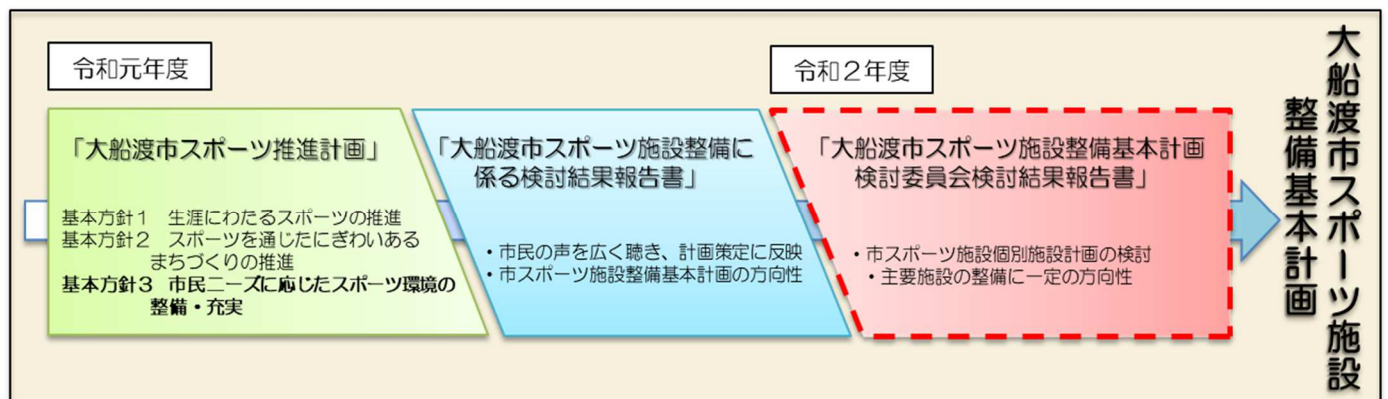 令和元年度
「大船渡市スポーツ推進計画」
基本方針１　生涯にわたるスポーツの推進
基本方針２　スポーツを通じたにぎわいある
まちづくりの推進
基本方針３　市民ニーズに応じたスポーツ環境の
整備・充実
「大船渡市スポーツ施設整備に
係る検討結果報告書」
・市民の声を広く聴き、計画策定に反映
・市スポーツ施設整備基本計画の方向性
令和２年度
「大船渡市スポーツ施設整備基本計画
検討委員会検討結果報告書」
・市スポーツ施設個別施設計画の検討
・主要施設の整備に一定の方向性
大船渡市スポーツ施設
整備基本計画